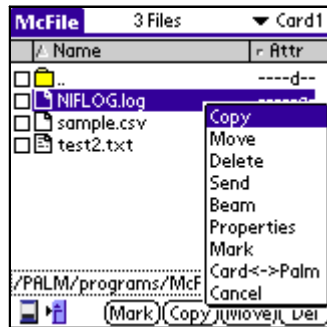 McFile 3 Files Card1
Name Attr
.. ----d--
NIFLOG.log
sample.csv
test2.txt
Copy
Move
Delete
Send
Beam
Properties
Mark
Card<->Palm
Cancel
/PALM/programs/McF
Mark Copy Move Del